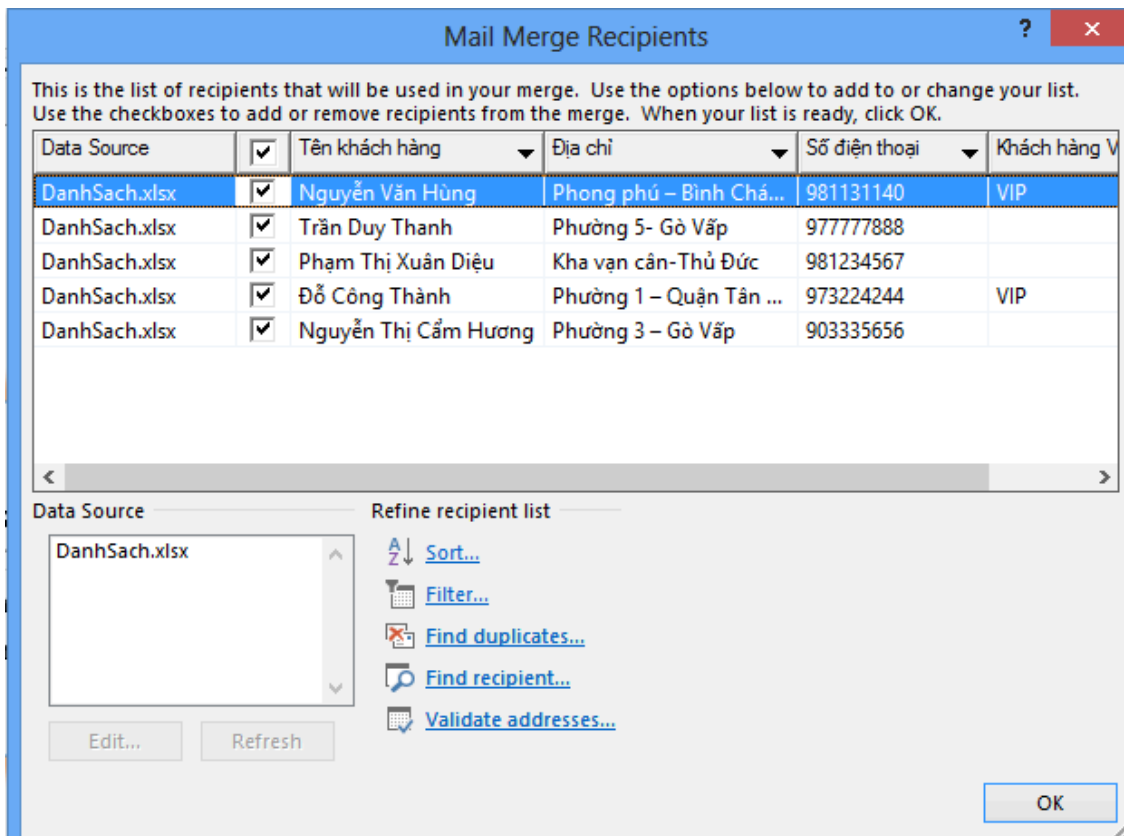 Mail Merge Recipients
? ×
This is the list of recipients that will be used in your merge. Use the options below to add to or change your list.
Use the checkboxes to add or remove recipients from the merge. When your list is ready, click OK.
Data Source Tên khách hàng Địa chỉ Số điện thoại Khách hàng V
DanhSach.xlsx Nguyễn Văn Hùng Phong phú – Bình Chá... 981131140 VIP
DanhSach.xlsx Trần Duy Thanh Phường 5- Gò Vấp 977777888
DanhSach.xlsx Phạm Thị Xuân Diệu Kha vạn cân-Thủ Đức 981234567
DanhSach.xlsx Đỗ Công Thành Phường 1 – Quận Tân ... 973224244 VIP
DanhSach.xlsx Nguyễn Thị Cẩm Hương Phường 3 – Gò Vấp 903335656
Data Source
DanhSach.xlsx
Edit... Refresh
Refine recipient list
Sort...
Filter...
Find duplicates...
Find recipient...
Validate addresses...
OK